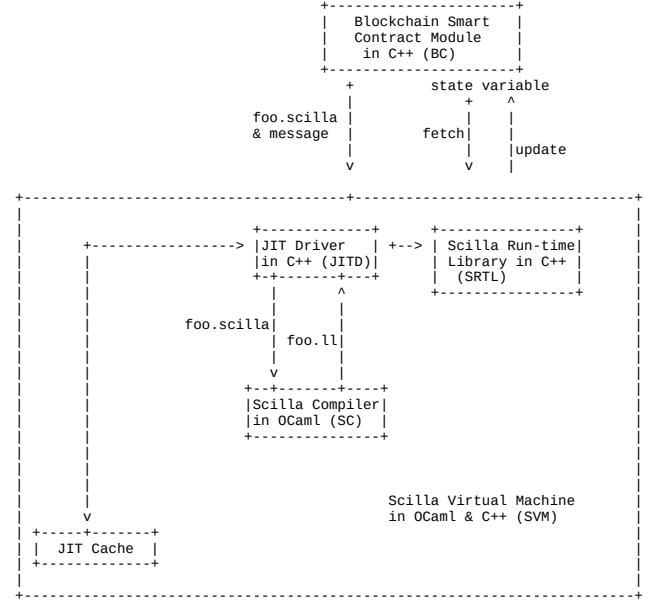 Blockchain Smart
Contract Module
in C++ (BC)
state variable
foo.scilla
& message
fetch
update
JIT Driver
in C++ (JITD)
Scilla Run-time
Library in C++
(SRTL)
foo.scilla
foo.ll
Scilla Compiler
in OCaml (SC)
Scilla Virtual Machine
in OCaml & C++ (SVM)
JIT Cache